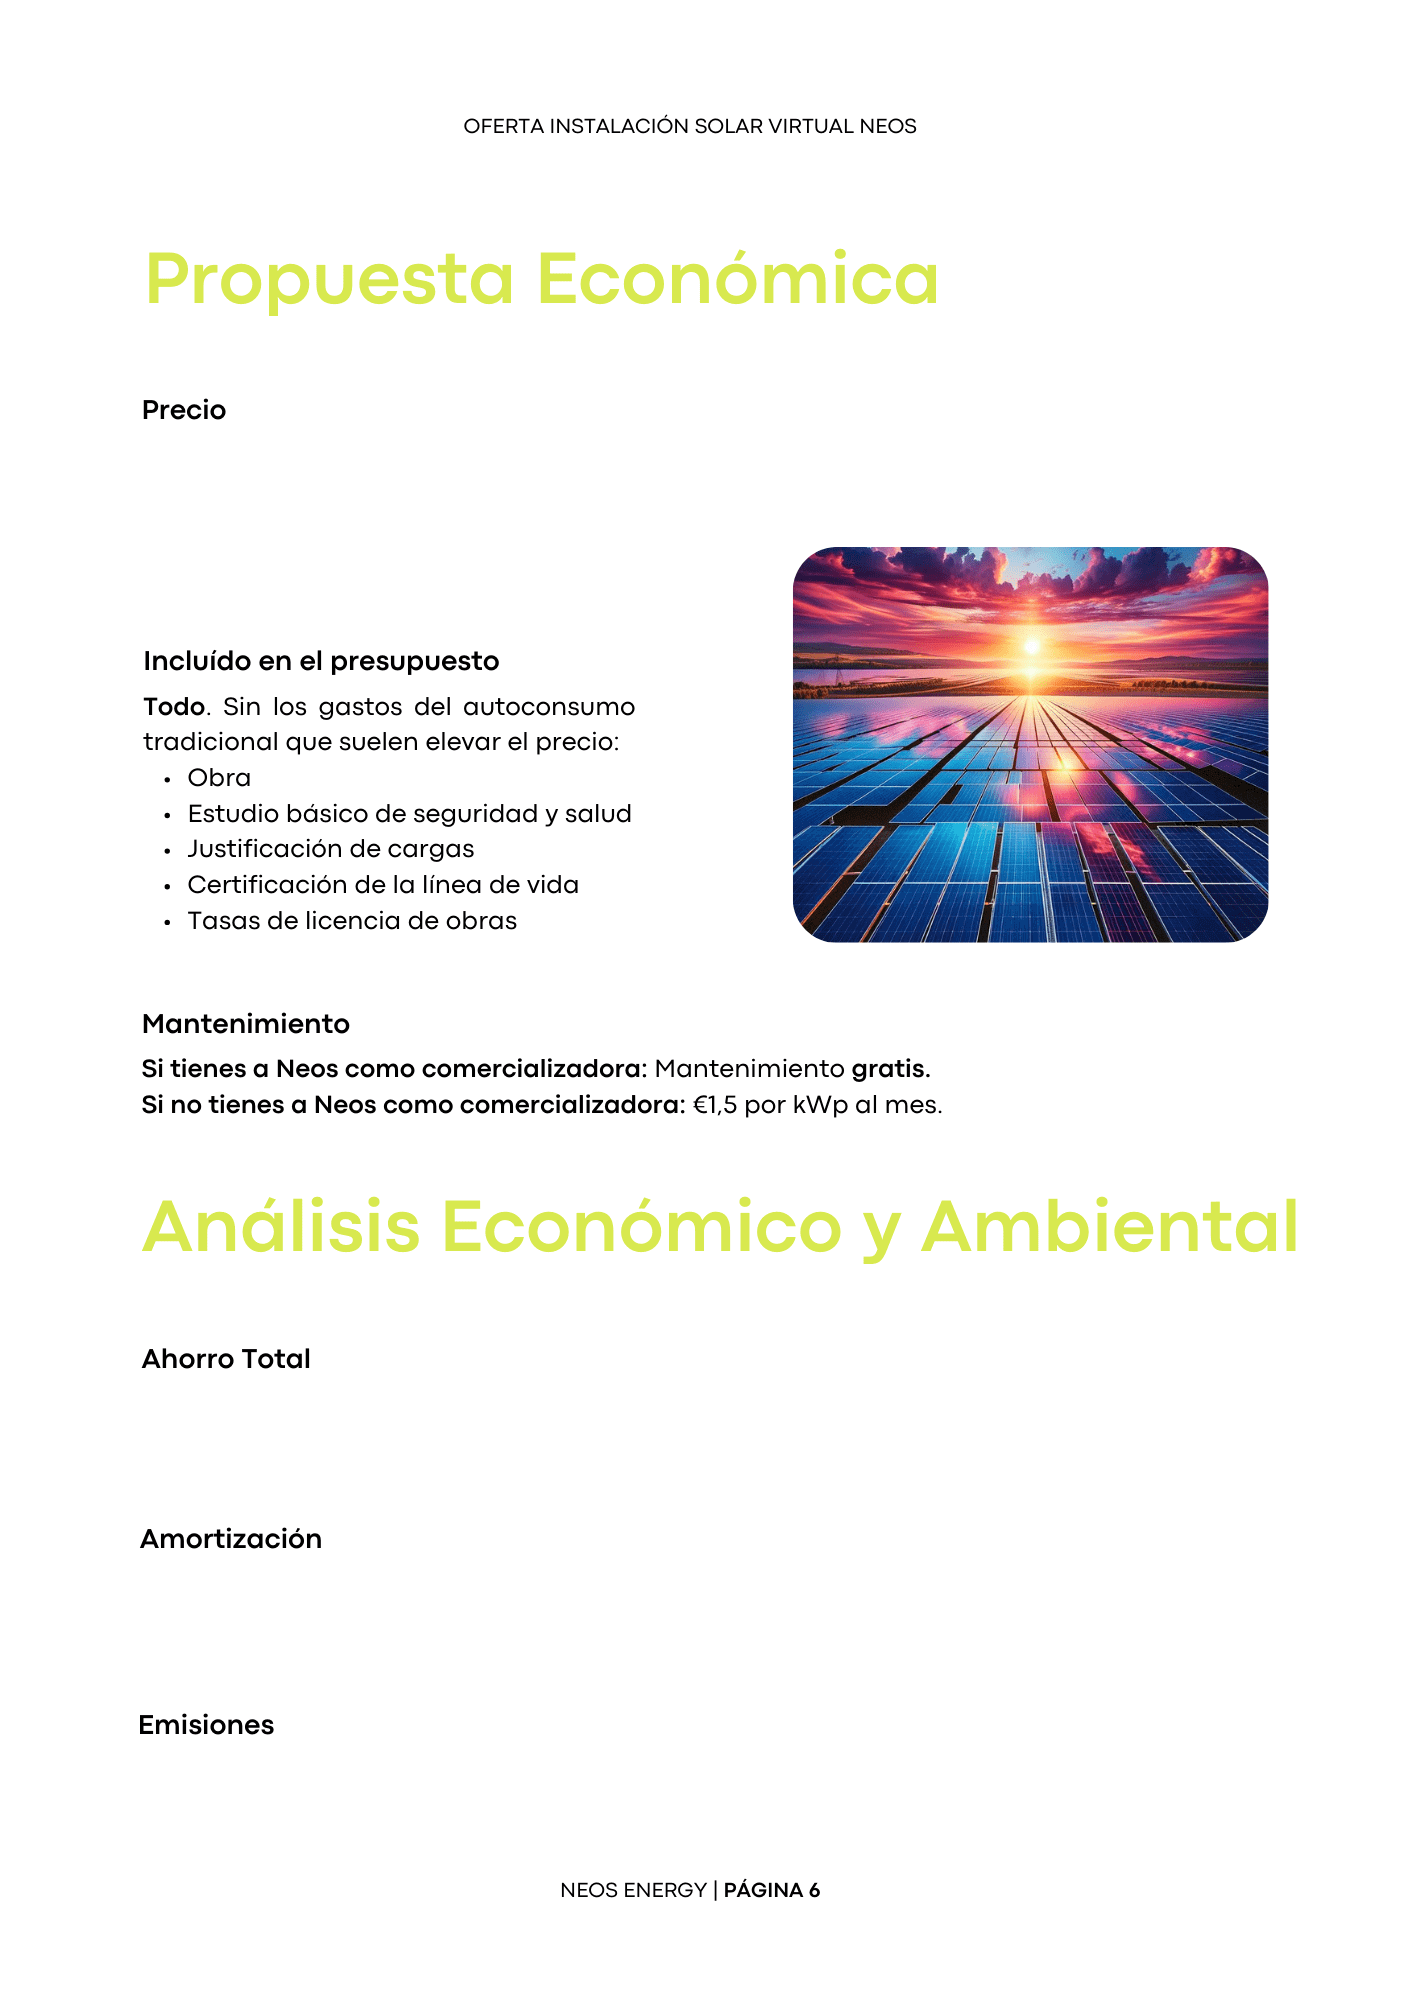 OFERTA INSTALACIÓN SOLAR VIRTUAL NEOS
Propuesta Económica
Precio
Incluído en el presupuesto
Todo. Sin los gastos del autoconsumo
tradicional que suelen elevar el precio:
• Obra
• Estudio básico de seguridad y salud
• Justificación de cargas
• Certificación de la línea de vida
• Tasas de licencia de obras
Mantenimiento
Si tienes a Neos como comercializadora: Mantenimiento gratis.
Si no tienes a Neos como comercializadora: €1,5 por kWp al mes.
Análisis Económico y Ambiental
Ahorro Total
Amortización
Emisiones
NEOS ENERGY | PÁGINA 6